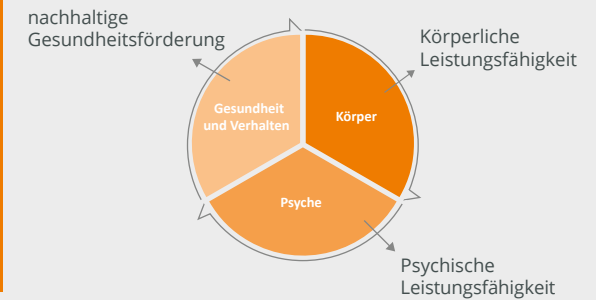 nachhaltige
Gesundheitsförderung
Körperliche
Leistungsfähigkeit
Gesundheit
und Verhalten
Körper
Psyche
Psychische
Leistungsfähigkeit